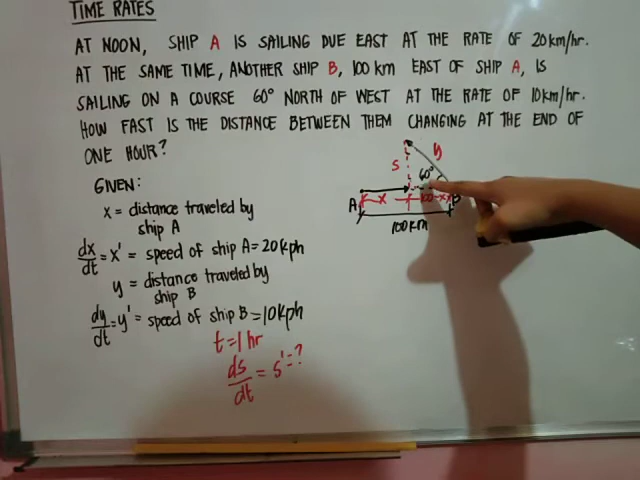 TIME RATES
AT NOON, SHIP A IS SAILING DUE EAST AT THE RATE OF 20km/hr.
AT THE SAME TIME, ANOTHER SHIP B, 100 km EAST OF SHIP A, IS
SAILING ON A COURSE 60° NORTH OF WEST AT THE RATE OF 10km/hr.
HOW FAST IS THE DISTANCE BETWEEN THEM CHANGING AT THE END OF
ONE HOUR?
GIVEN:
x = distance traveled by
ship A
dx/dt = x' = speed of ship A = 20kph
y = distance traveled by
ship B
dy/dt = y' = speed of ship B = 10kph
t = 1 hr
ds/dt = s' = ?
y
s
60°
A
x
B
100km